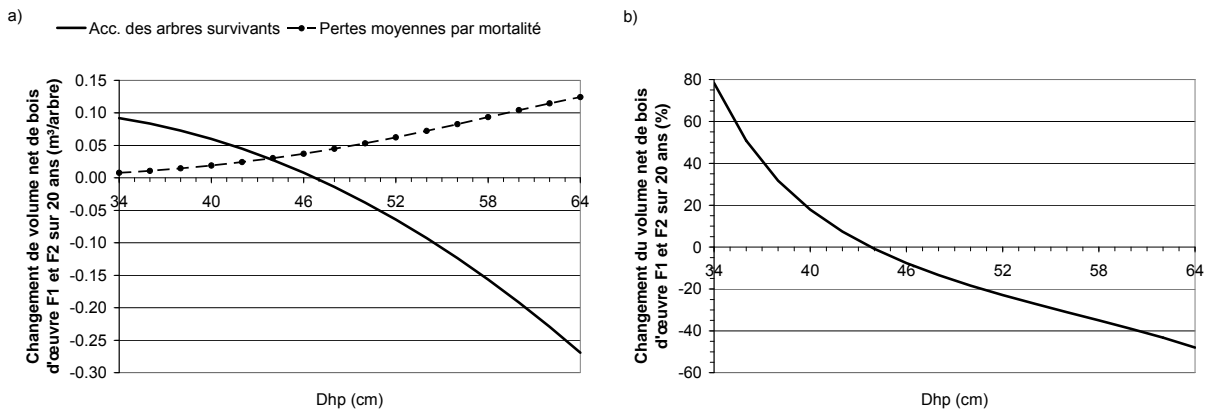 a)
Acc. des arbres survivants
Pertes moyennes par mortalité
Changement de volume net de bois
d'œuvre F1 et F2 sur 20 ans (m³/arbre)
0.15
0.10
0.05
0.00
-0.05
-0.10
-0.15
-0.20
-0.25
-0.30
34 40 46 52 58 64
Dhp (cm)
b)
Changement du volume net de bois
d'œuvre F1 et F2 sur 20 ans (%)
80
60
40
20
0
-20
-40
-60
34 40 46 52 58 64
Dhp (cm)